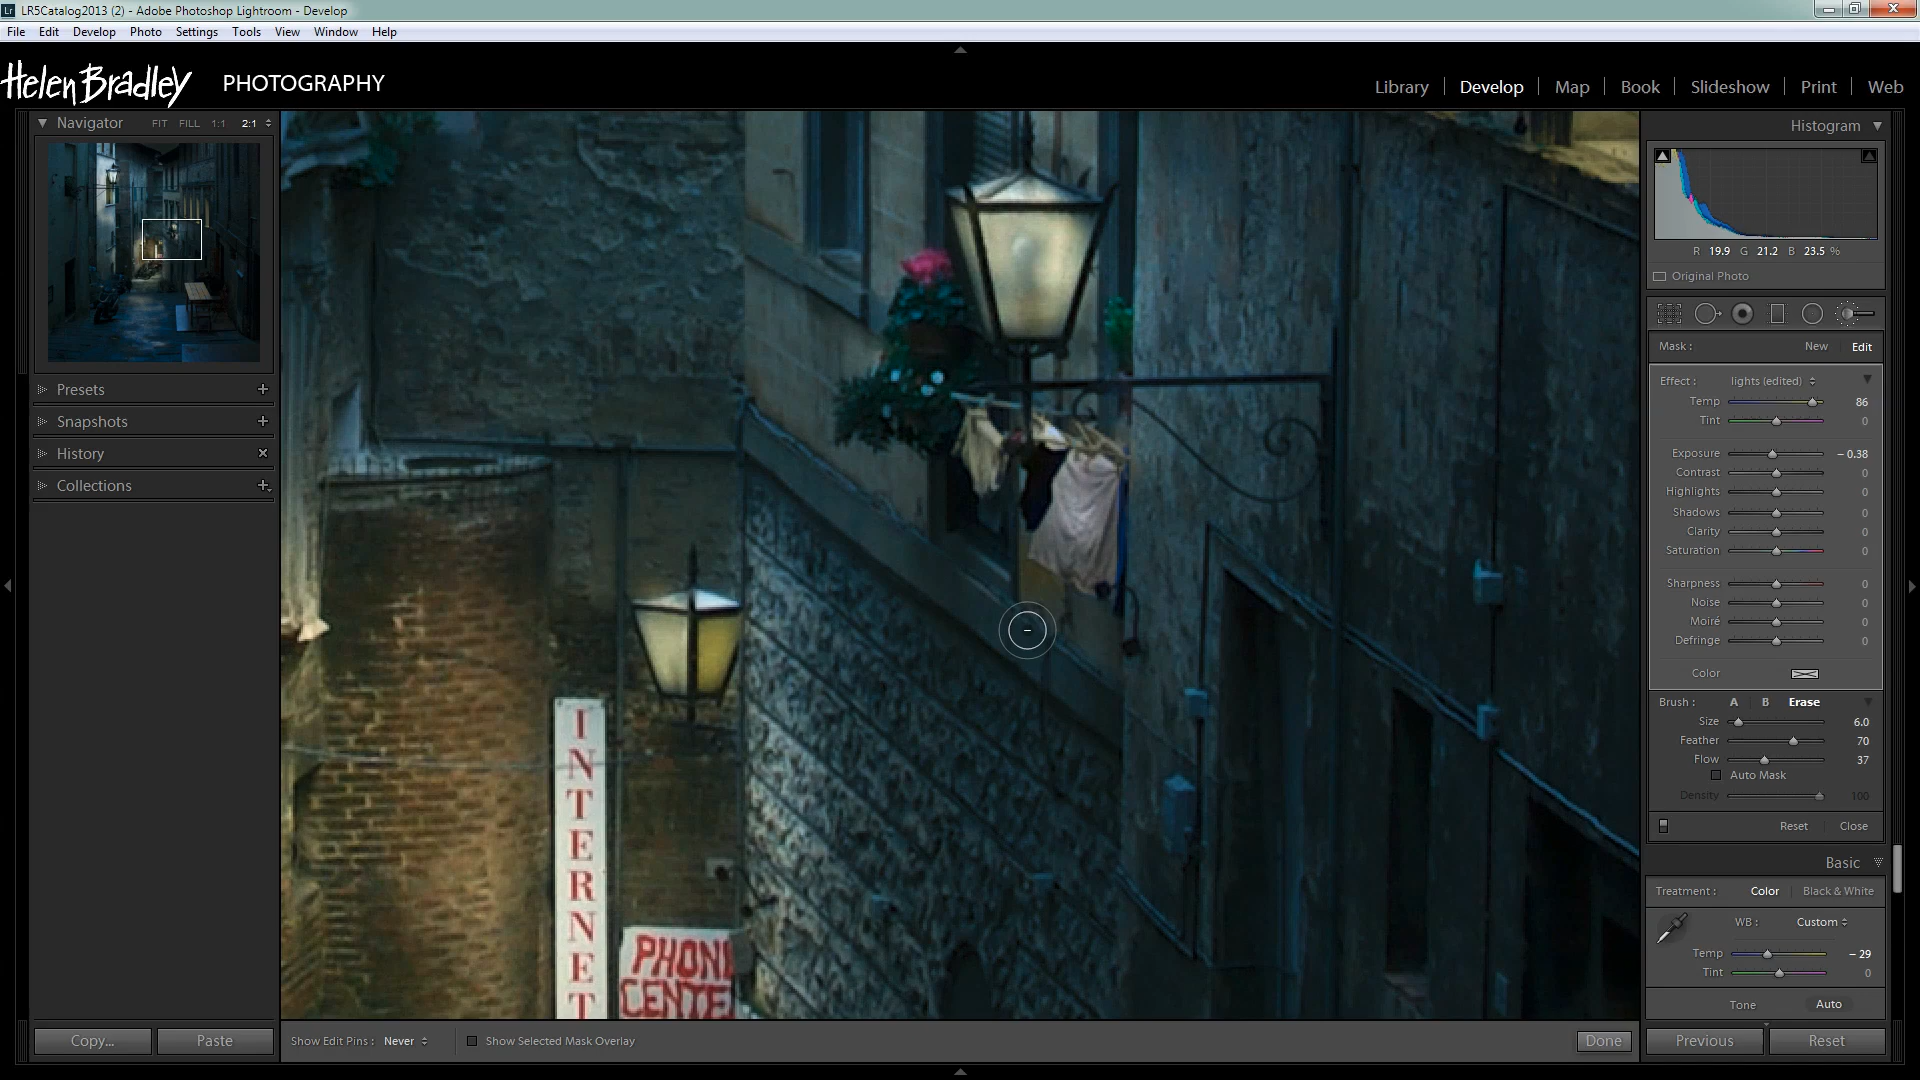 LR5Catalog2013 (2) - Adobe Photoshop Lightroom - Develop
File Edit Develop Photo Settings Tools View Window Help
Helen Bradley PHOTOGRAPHY
Library Develop Map Book Slideshow Print Web
Navigator FIT FILL 1:1 2:1
Presets
Snapshots
History
Collections
Copy... Paste
INTERNET
PHONE
CENTER
Show Edit Pins : Never Show Selected Mask Overlay Done
Histogram
R 19.9 G 21.2 B 23.5 %
Original Photo
Mask : New Edit
Effect : lights (edited)
Temp 86
Tint 0
Exposure – 0.38
Contrast 0
Highlights 0
Shadows 0
Clarity 0
Saturation 0
Sharpness 0
Noise 0
Moiré 0
Defringe 0
Color
Brush : A B Erase
Size 6.0
Feather 70
Flow 37
Auto Mask
Density 100
Reset Close
Basic
Treatment : Color Black & White
WB : Custom
Temp – 29
Tint 0
Tone Auto
Previous Reset